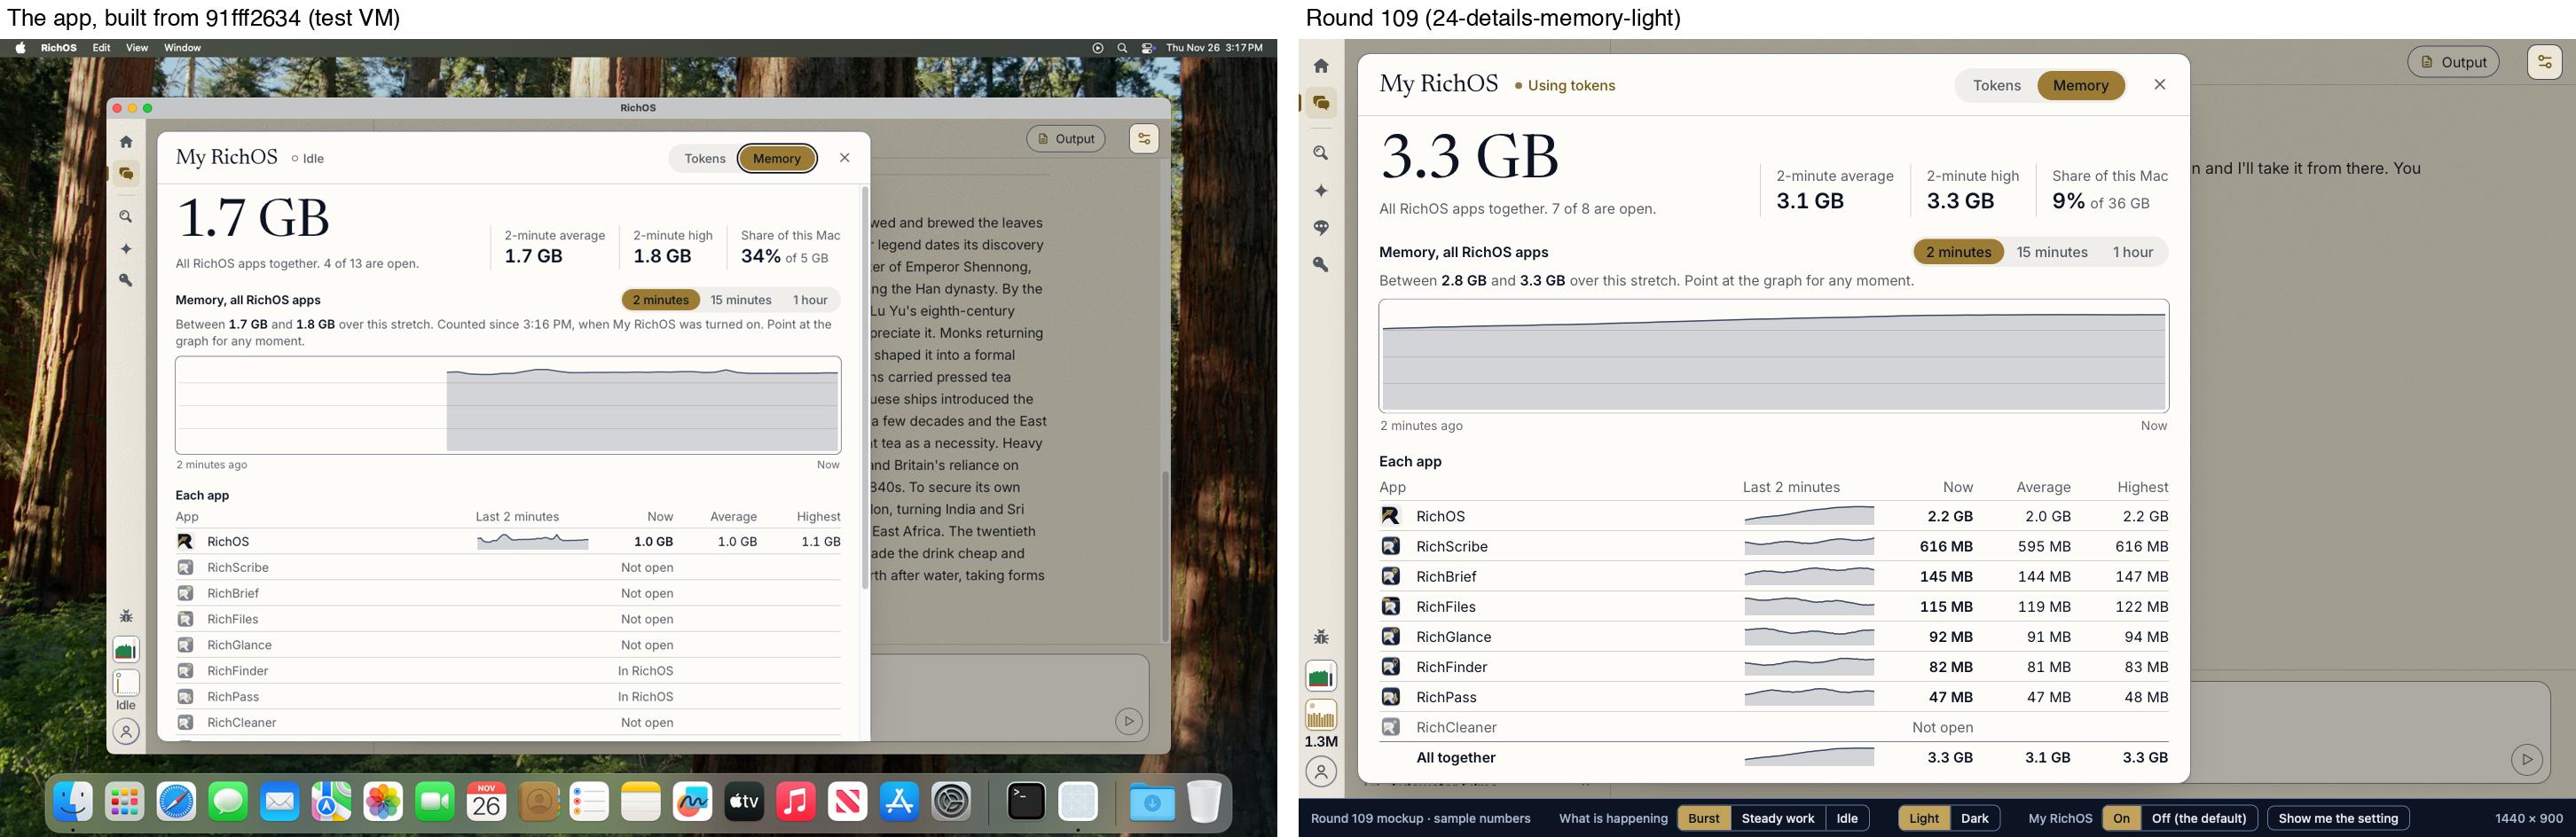 The app, built from 91fff2634 (test VM)
RichOS Edit View Window
Thu Nov 26 3:17 PM
RichOS
Output
My RichOS
Idle
Tokens
Memory
1.7 GB
All RichOS apps together. 4 of 13 are open.
2-minute average
1.7 GB
2-minute high
1.8 GB
Share of this Mac
34% of 5 GB
Memory, all RichOS apps
2 minutes
15 minutes
1 hour
Between 1.7 GB and 1.8 GB over this stretch. Counted since 3:16 PM, when My RichOS was turned on. Point at the
graph for any moment.
2 minutes ago
Now
Each app
App Last 2 minutes Now Average Highest
RichOS 1.0 GB 1.0 GB 1.1 GB
RichScribe Not open
RichBrief Not open
RichFiles Not open
RichGlance Not open
RichFinder In RichOS
RichPass In RichOS
RichCleaner Not open
wed and brewed the leaves
legend dates its discovery
er of Emperor Shennong,
ng the Han dynasty. By the
Lu Yu's eighth-century
preciate it. Monks returning
shaped it into a formal
ns carried pressed tea
uese ships introduced the
a few decades and the East
t tea as a necessity. Heavy
and Britain's reliance on
840s. To secure its own
lon, turning India and Sri
East Africa. The twentieth
ade the drink cheap and
rth after water, taking forms
Idle
NOV
26
tv
Round 109 (24-details-memory-light)
Output
My RichOS
Using tokens
Tokens
Memory
3.3 GB
All RichOS apps together. 7 of 8 are open.
2-minute average
3.1 GB
2-minute high
3.3 GB
Share of this Mac
9% of 36 GB
n and I'll take it from there. You
Memory, all RichOS apps
2 minutes
15 minutes
1 hour
Between 2.8 GB and 3.3 GB over this stretch. Point at the graph for any moment.
2 minutes ago
Now
Each app
App Last 2 minutes Now Average Highest
RichOS 2.2 GB 2.0 GB 2.2 GB
RichScribe 616 MB 595 MB 616 MB
RichBrief 145 MB 144 MB 147 MB
RichFiles 115 MB 119 MB 122 MB
RichGlance 92 MB 91 MB 94 MB
RichFinder 82 MB 81 MB 83 MB
RichPass 47 MB 47 MB 48 MB
RichCleaner Not open
All together 3.3 GB 3.1 GB 3.3 GB
1.3M
Round 109 mockup · sample numbers
What is happening
Burst
Steady work
Idle
Light
Dark
My RichOS
On
Off (the default)
Show me the setting
1440 × 900